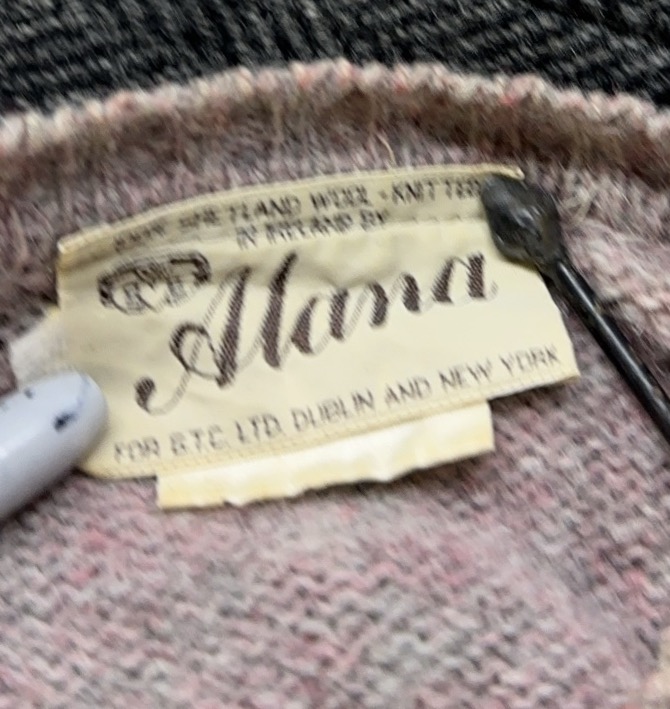 SHETLAND WOOL - KNITTED
IN IRELAND BY
Alana
FOR G.T.C. LTD. DUBLIN AND NEW YORK